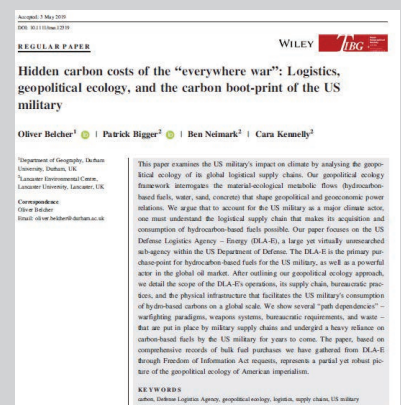 Accepted: 3 May 2019
DOI: 10.1111/tran.12319
REGULAR PAPER
WILEY
TIBG
Hidden carbon costs of the “everywhere war”: Logistics,
geopolitical ecology, and the carbon boot-print of the US
military
Oliver Belcher¹ | Patrick Bigger² | Ben Neimark² | Cara Kennelly²
¹Department of Geography, Durham
University, Durham, UK
²Lancaster Environmental Centre,
Lancaster University, Lancaster, UK
Correspondence
Oliver Belcher
Email: oliver.belcher@durham.ac.uk
This paper examines the US military's impact on climate by analysing the geopo-
litical ecology of its global logistical supply chains. Our geopolitical ecology
framework interrogates the material-ecological metabolic flows (hydrocarbon-
based fuels, water, sand, concrete) that shape geopolitical and geoeconomic power
relations. We argue that to account for the US military as a major climate actor,
one must understand the logistical supply chain that makes its acquisition and
consumption of hydrocarbon-based fuels possible. Our paper focuses on the US
Defense Logistics Agency – Energy (DLA-E), a large yet virtually unresearched
sub-agency within the US Department of Defense. The DLA-E is the primary pur-
chase-point for hydrocarbon-based fuels for the US military, as well as a powerful
actor in the global oil market. After outlining our geopolitical ecology approach,
we detail the scope of the DLA-E's operations, its supply chain, bureaucratic prac-
tices, and the physical infrastructure that facilitates the US military's consumption
of hydro-carbons on a global scale. We show several “path dependencies” –
warfighting paradigms, weapons systems, bureaucratic requirements, and waste –
that are put in place by military supply chains and undergird a heavy reliance on
carbon-based fuels by the US military for years to come. The paper, based on
comprehensive records of bulk fuel purchases we have gathered from DLA-E
through Freedom of Information Act requests, represents a partial yet robust pic-
ture of the geopolitical ecology of American imperialism.
KEYWORDS
carbon, Defense Logistics Agency, geopolitical ecology, logistics, supply chains, US military